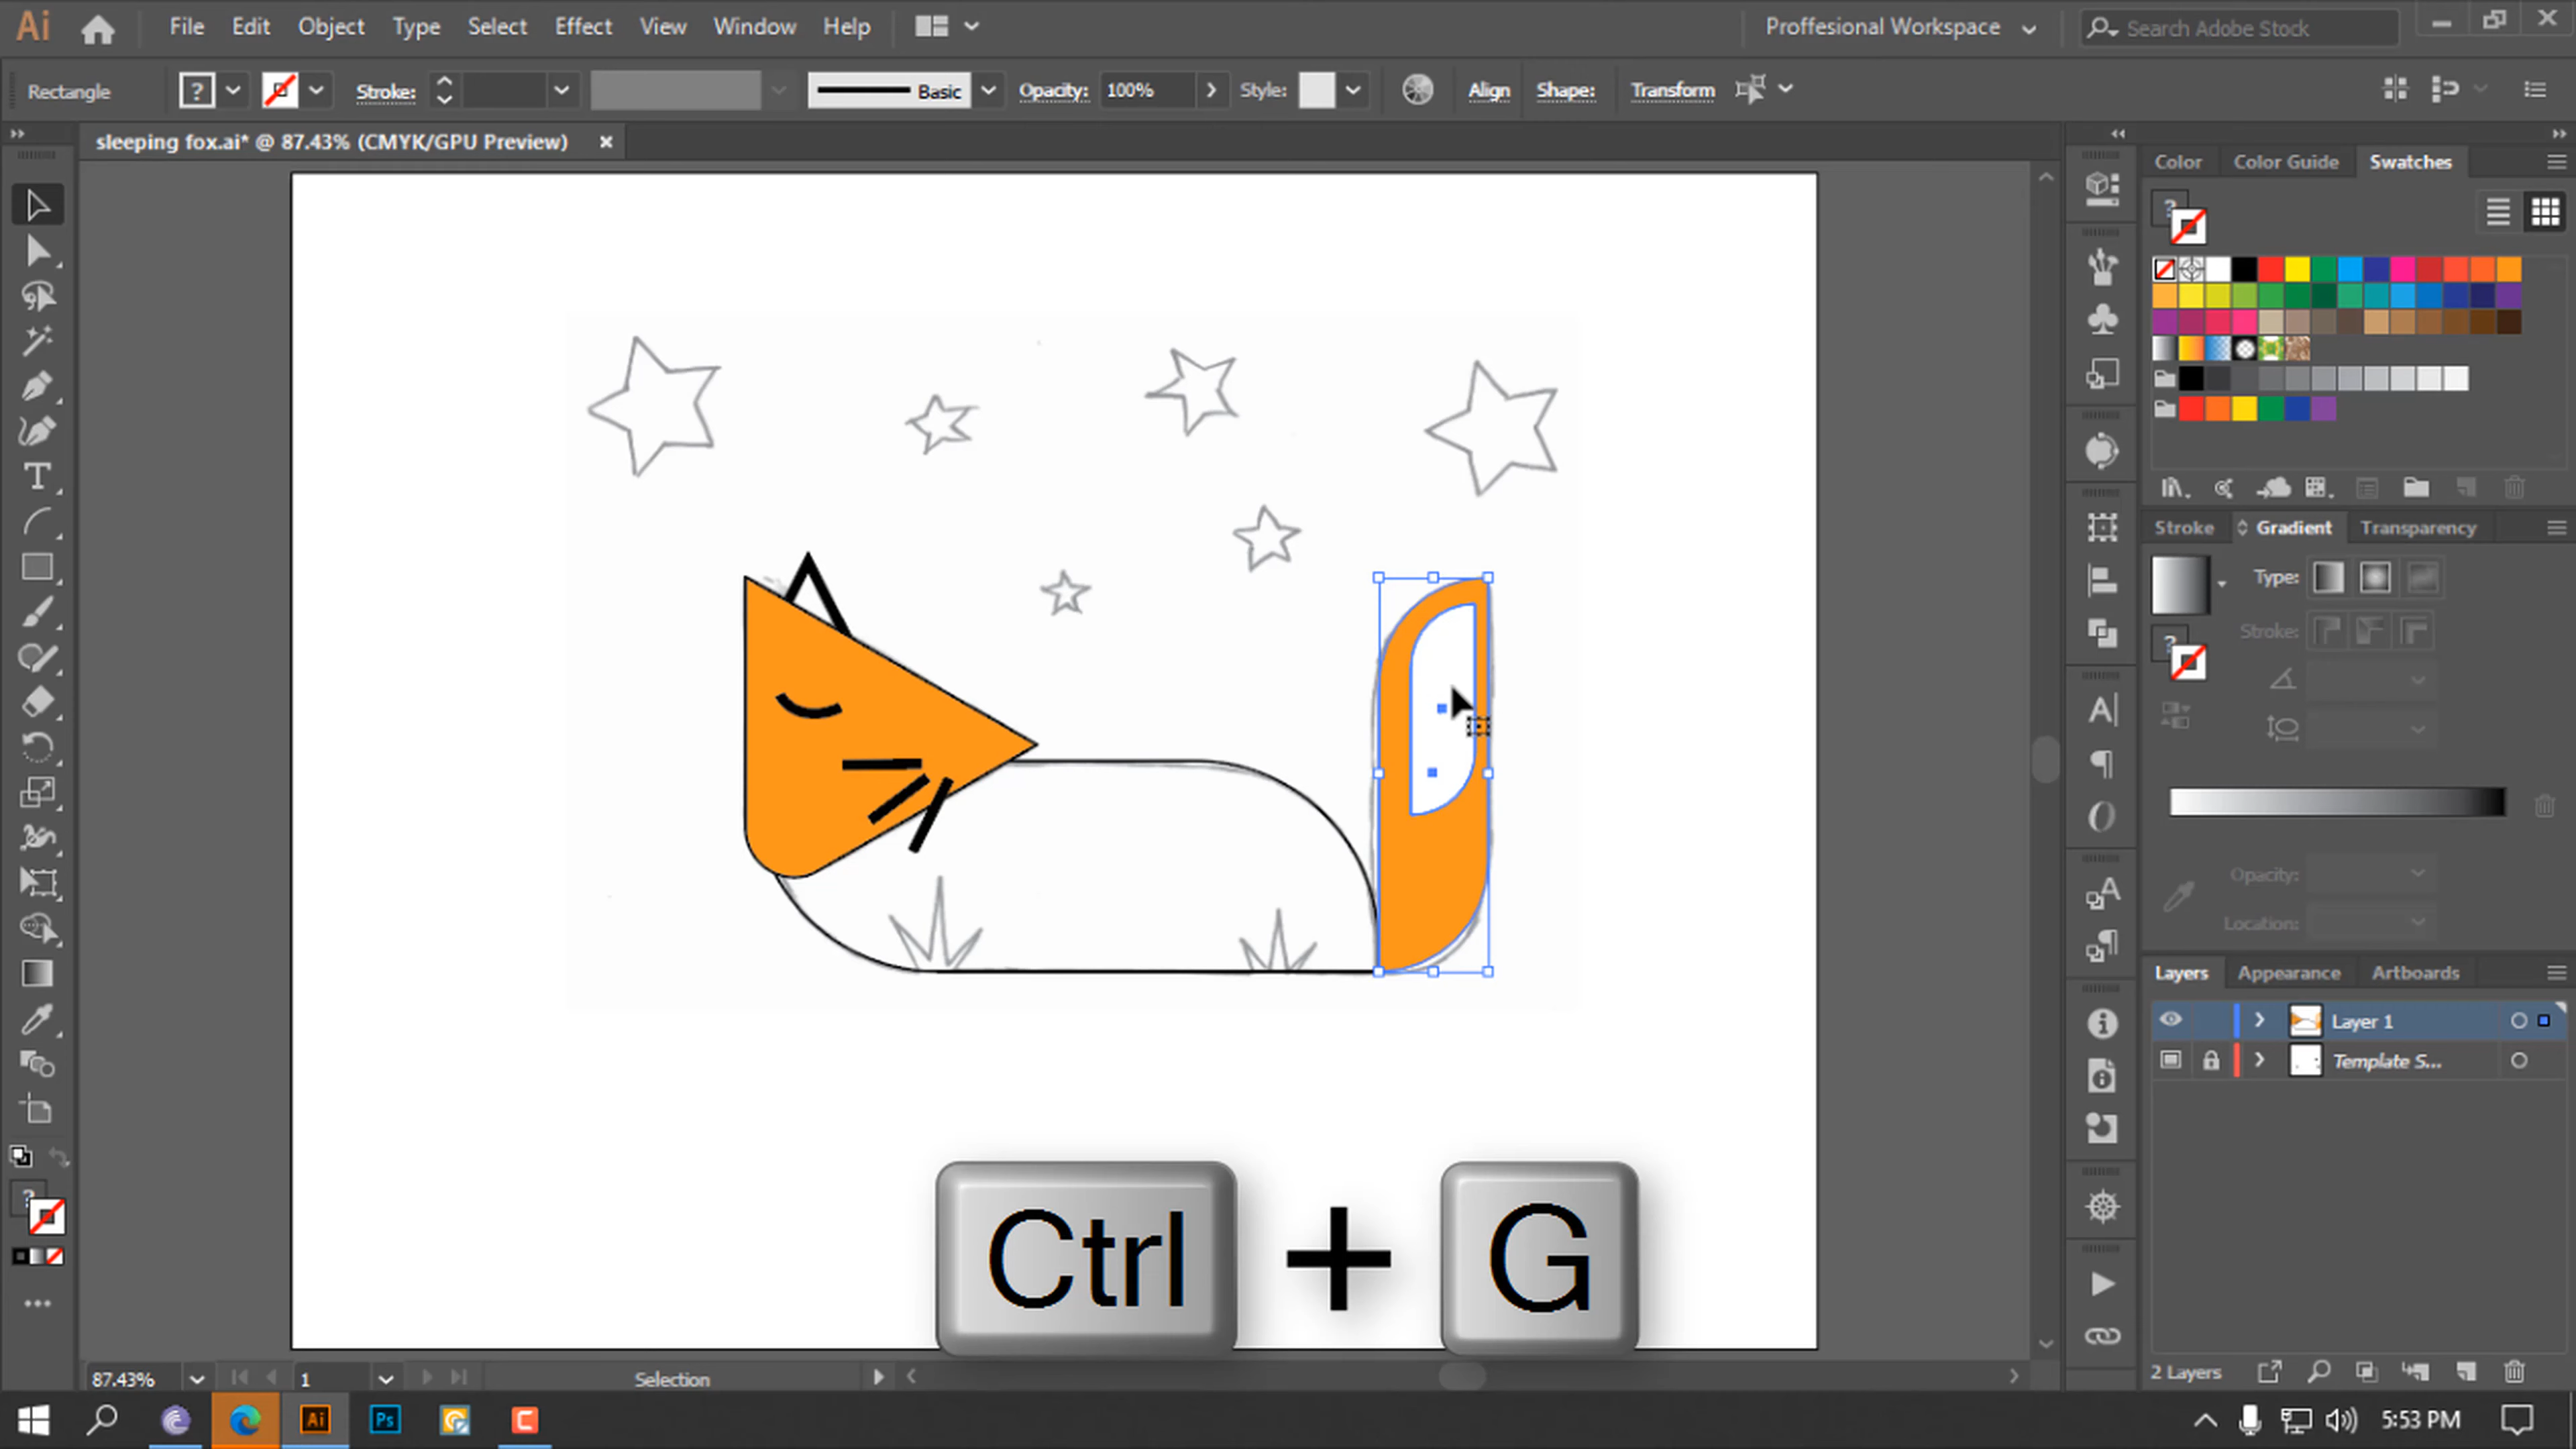 Ai File Edit Object Type Select Effect View Window Help Proffesional Workspace Search Adobe Stock
Rectangle ? Stroke: Basic Opacity: 100% Style: Align Shape: Transform
sleeping fox.ai* @ 87.43% (CMYK/GPU Preview) ×
Color Color Guide Swatches
Stroke Gradient Transparency
Type:
Stroke:
Opacity:
Location:
Layers Appearance Artboards
Layer 1
Template S...
Ctrl + G
87.43% 1 Selection 2 Layers
Ai Ps C 5:53 PM